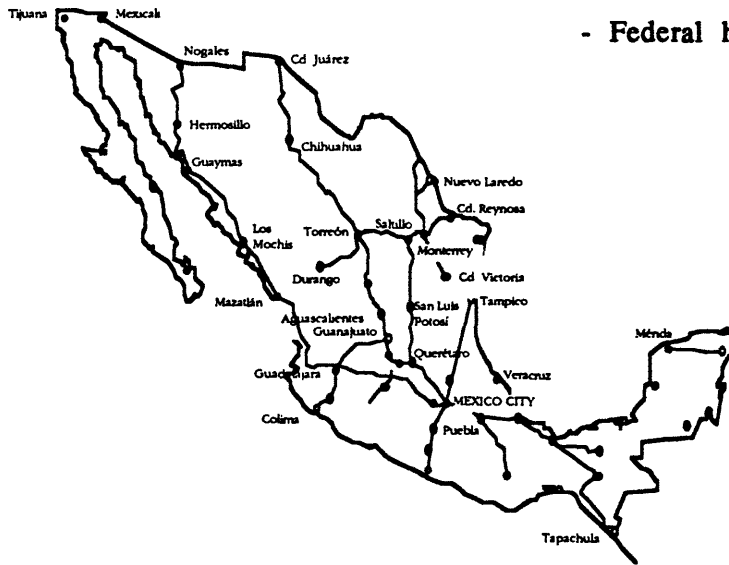 Tijuana
Mexicali
- Federal h
Nogales
Cd Juárez
Hermosillo
Chihuahua
Guaymas
Nuevo Laredo
Cd. Reynosa
Los
Mochis
Torreón
Saltillo
Monterrey
Durango
Cd Victoria
Mazatlán
Tampico
Aguascalientes
San Luis
Potosí
Guanajuato
Querétaro
Mérida
Guadalajara
Veracruz
MEXICO CITY
Colima
Puebla
Tapachula